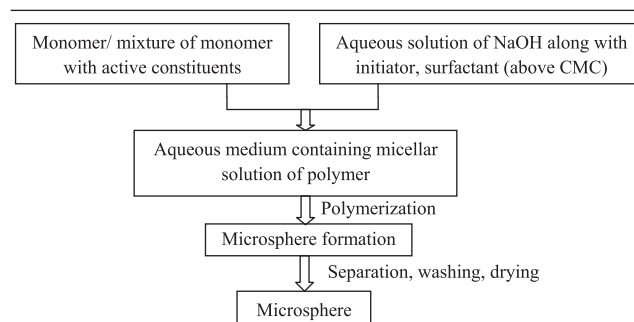 Monomer/ mixture of monomer
with active constituents
Aqueous solution of NaOH along with
initiator, surfactant (above CMC)
Aqueous medium containing micellar
solution of polymer
Polymerization
Microsphere formation
Separation, washing, drying
Microsphere